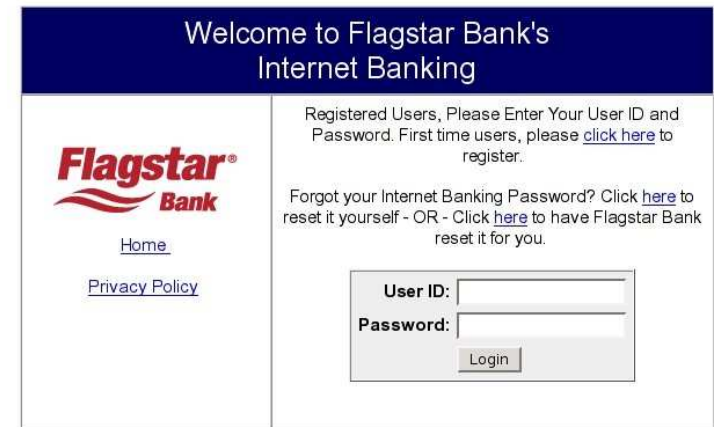 Welcome to Flagstar Bank's
Internet Banking
Flagstar®
Bank
Home
Privacy Policy
Registered Users, Please Enter Your User ID and
Password. First time users, please click here to
register.
Forgot your Internet Banking Password? Click here to
reset it yourself - OR - Click here to have Flagstar Bank
reset it for you.
User ID:
Password:
Login